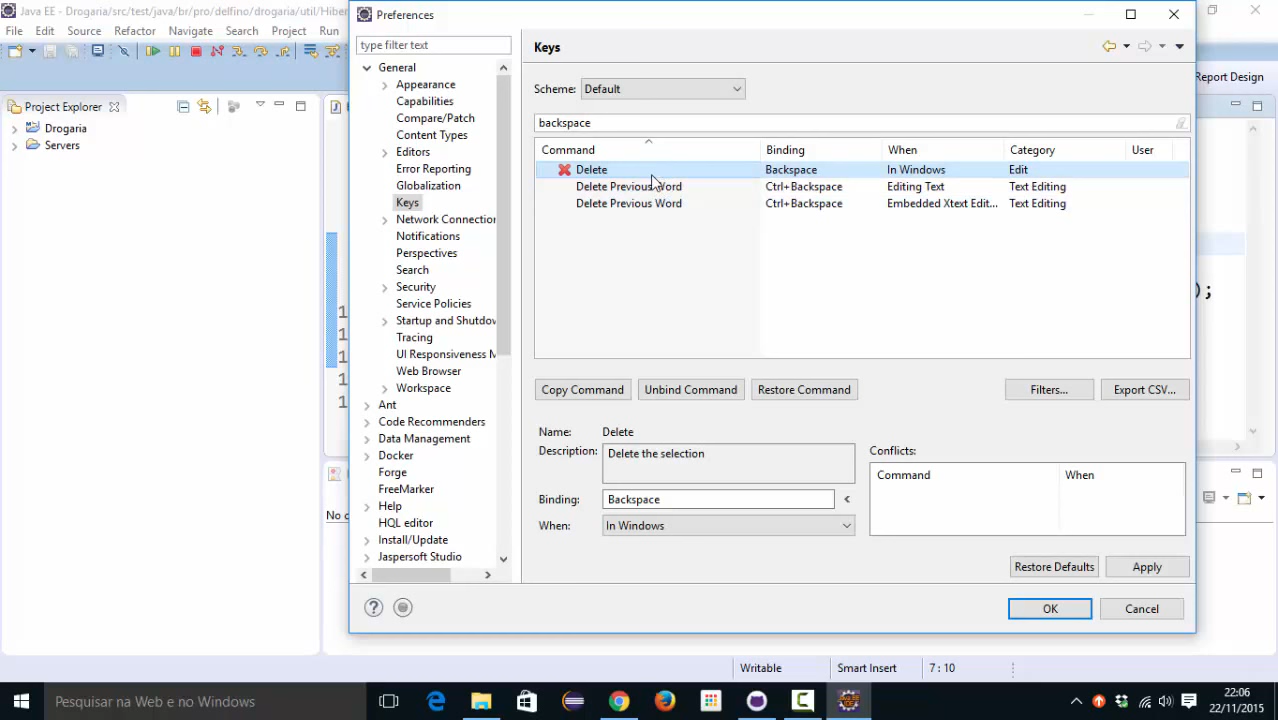 Java EE - Drogaria/src/test/java/br/pro/delfino/drogaria/util/Hiber
Preferences
File Edit Source Refactor Navigate Search Project Run
type filter text
Keys
Report Design
General
Appearance
Capabilities
Compare/Patch
Content Types
Editors
Error Reporting
Globalization
Keys
Network Connection
Notifications
Perspectives
Search
Security
Service Policies
Startup and Shutdow
Tracing
UI Responsiveness M
Web Browser
Workspace
Ant
Code Recommenders
Data Management
Docker
Forge
FreeMarker
Help
HQL editor
Install/Update
Jaspersoft Studio
Project Explorer
Drogaria
Servers
Scheme: Default
backspace
Command Binding When Category User
Delete Backspace In Windows Edit
Delete Previous Word Ctrl+Backspace Editing Text Text Editing
Delete Previous Word Ctrl+Backspace Embedded Xtext Edit... Text Editing
);
1
1
1
1
1
Copy Command Unbind Command Restore Command Filters... Export CSV...
Name: Delete
Description: Delete the selection
Conflicts:
Command When
Binding: Backspace <
When: In Windows
No c
Restore Defaults Apply
? OK Cancel
Writable Smart Insert 7 : 10
Pesquisar na Web e no Windows
22:06
22/11/2015